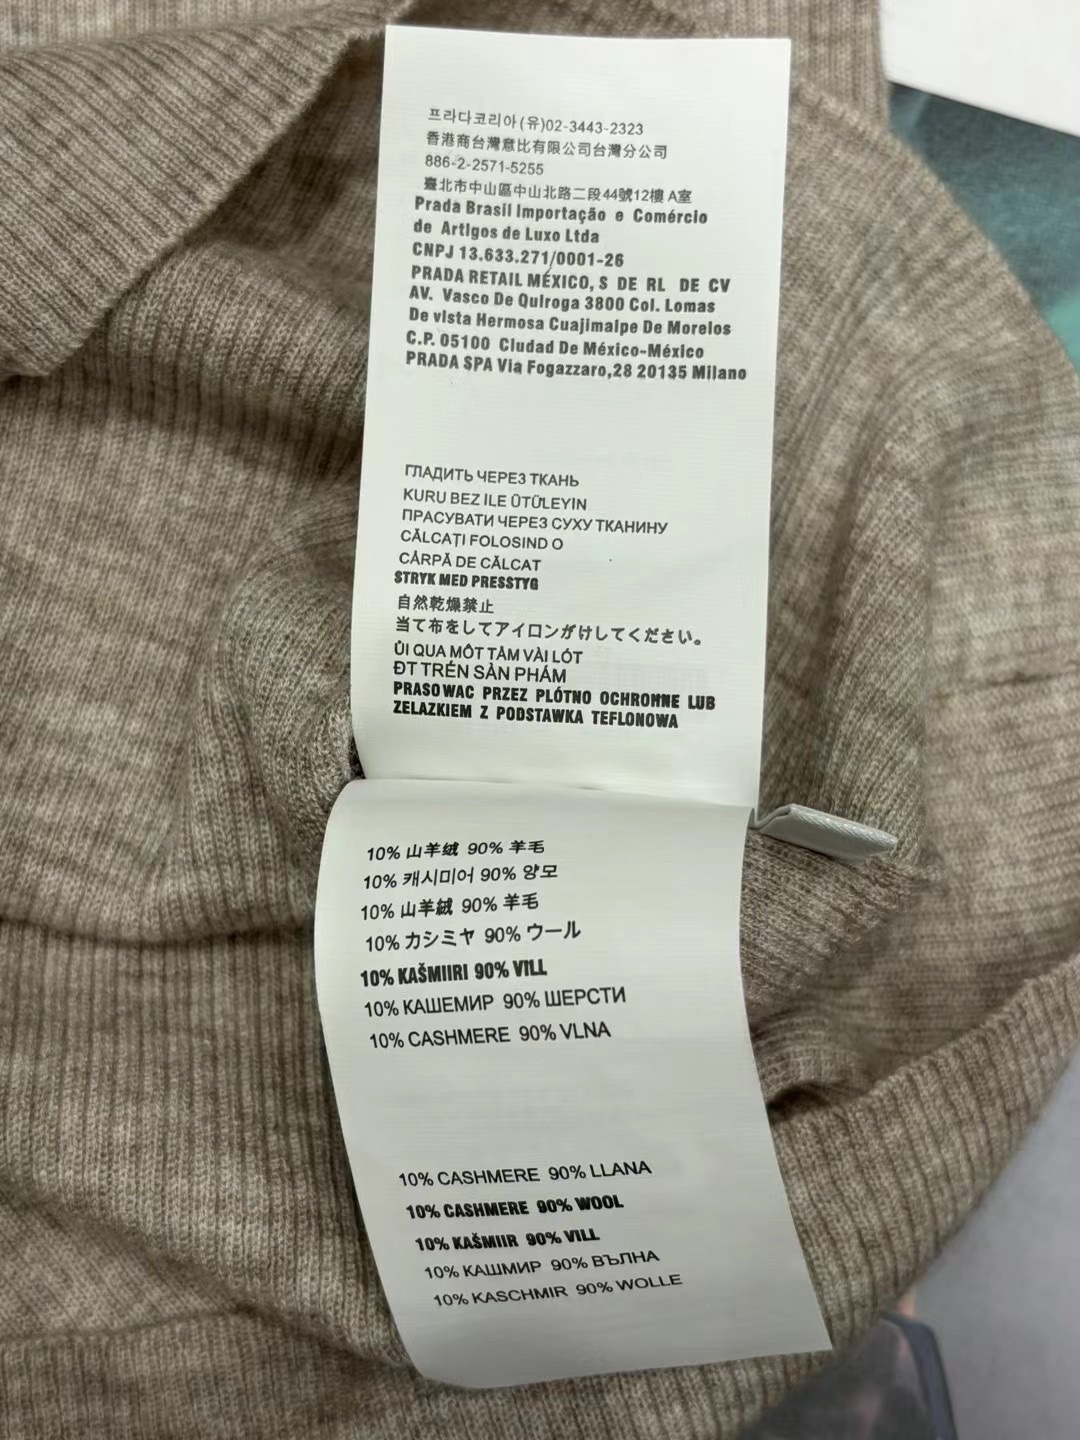 프라다코리아(유)02-3443-2323
香港商台灣意比有限公司台灣分公司
886-2-2571-5255
臺北市中山區中山北路二段44號12樓 A室
Prada Brasil Importação e Comércio
de Artigos de Luxo Ltda
CNPJ 13.633.271/0001-26
PRADA RETAIL MÉXICO, S DE RL DE CV
AV. Vasco De Quiroga 3800 Col. Lomas
De vista Hermosa Cuajimalpe De Morelos
C.P. 05100 Ciudad De México-México
PRADA SPA Via Fogazzaro,28 20135 Milano
ГЛАДИТЬ ЧЕРЕЗ ТКАНЬ
KURU BEZ ILE ÜTÜLEYIN
ПРАСУВАТИ ЧЕРЕЗ СУХУ ТКАНИНУ
CĂLCAȚI FOLOSIND O
CÂRPĂ DE CĂLCAT
STRYK MED PRESSTYG
自然乾燥禁止
当て布をしてアイロンがけしてください。
ỦI QUA MÔT TÂM VÀI LÓT
ĐT TRÉN SÀN PHÁM
PRASOWAC PRZEZ PLÓTNO OCHRONNE LUB
ZELAZKIEM Z PODSTAWKA TEFLONOWA
10% 山羊绒 90% 羊毛
10% 캐시미어 90% 양모
10% 山羊絨 90% 羊毛
10% カシミヤ 90% ウール
10% KAŠMIIRI 90% VILL
10% КАШЕМИР 90% ШЕРСТИ
10% CASHMERE 90% VLNA
10% CASHMERE 90% LLANA
10% CASHMERE 90% WOOL
10% KAŠMIIR 90% VILL
10% КАШМИР 90% ВЪЛНА
10% KASCHMIR 90% WOLLE